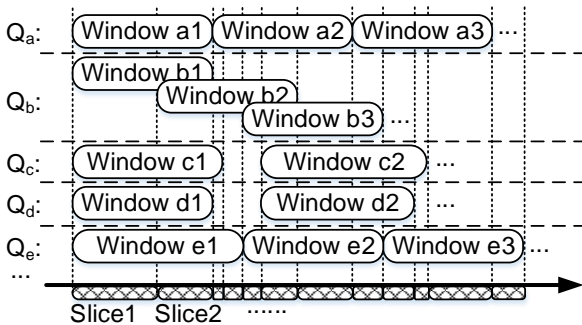 Qa: Window a1 Window a2 Window a3 ...
Window b1
Qb: Window b2
Window b3 ...
Qc: Window c1 Window c2 ...
Qd: Window d1 Window d2 ...
Qe: Window e1 Window e2 Window e3 ...
...
Slice1 Slice2 ......